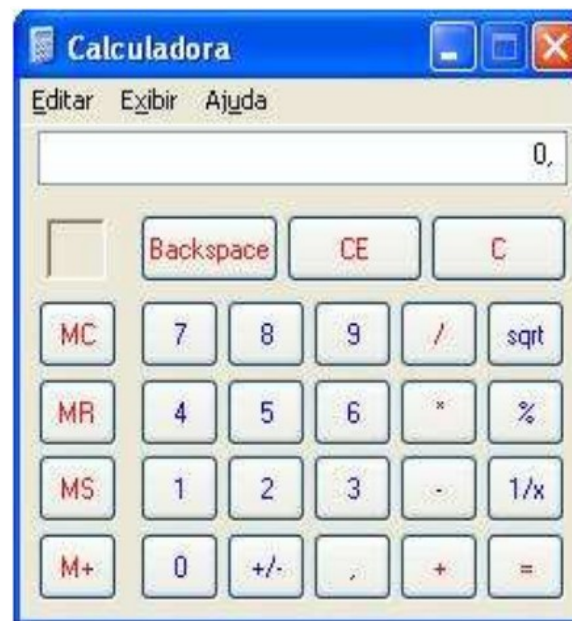 Calculadora
Editar Exibir Ajuda
0,
Backspace CE C
MC 7 8 9 / sqrt
MR 4 5 6 * %
MS 1 2 3 - 1/x
M+ 0 +/- , + =